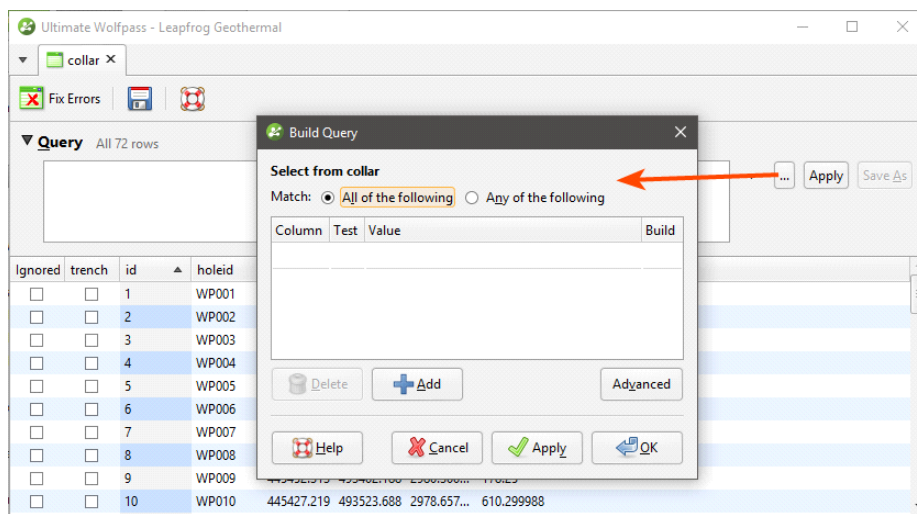 Ultimate Wolfpass - Leapfrog Geothermal
collar
Fix Errors
Query All 72 rows
... Apply Save As
Build Query
Select from collar
Match: All of the following Any of the following
Column Test Value Build
Delete Add Advanced
Help Cancel Apply OK
Ignored trench id holeid
1 WP001
2 WP002
3 WP003
4 WP004
5 WP005
6 WP006
7 WP007
8 WP008
9 WP009
10 WP010 445427.219 493523.688 2978.657... 610.299988